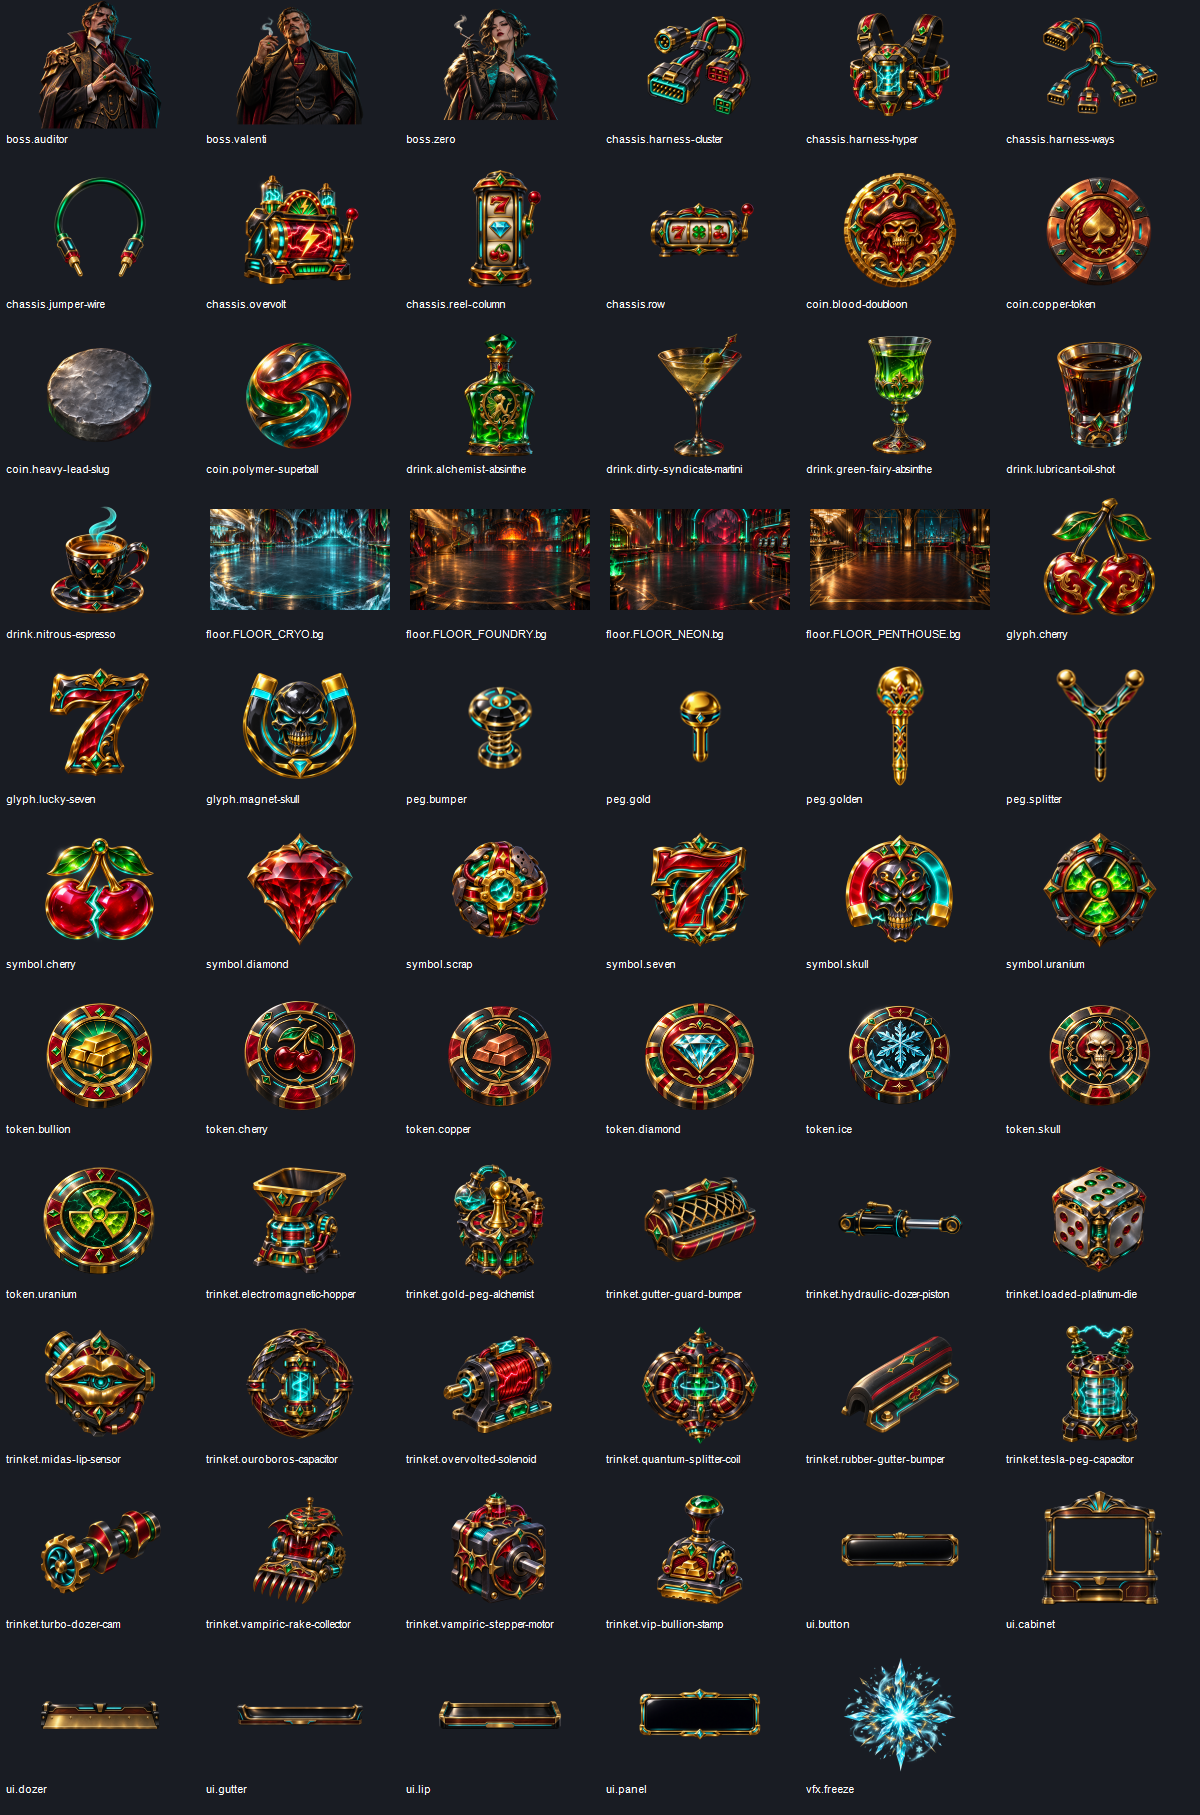 boss.auditor
boss.valenti
boss.zero
chassis.harness-cluster
chassis.harness-hyper
chassis.harness-ways
7
7
chassis.jumper-wire
chassis.overvolt
chassis.reel-column
chassis.row
coin.blood-doubloon
coin.copper-token
coin.heavy-lead-slug
coin.polymer-superball
drink.alchemist-absinthe
drink.dirty-syndicate-martini
drink.green-fairy-absinthe
drink.lubricant-oil-shot
drink.nitrous-espresso
floor.FLOOR_CRYO.bg
floor.FLOOR_FOUNDRY.bg
floor.FLOOR_NEON.bg
floor.FLOOR_PENTHOUSE.bg
glyph.cherry
7
glyph.lucky-seven
glyph.magnet-skull
peg.bumper
peg.gold
peg.golden
peg.splitter
7
symbol.cherry
symbol.diamond
symbol.scrap
symbol.seven
symbol.skull
symbol.uranium
token.bullion
token.cherry
token.copper
token.diamond
token.ice
token.skull
token.uranium
trinket.electromagnetic-hopper
trinket.gold-peg-alchemist
trinket.gutter-guard-bumper
trinket.hydraulic-dozer-piston
trinket.loaded-platinum-die
trinket.midas-lip-sensor
trinket.ouroboros-capacitor
trinket.overvolted-solenoid
trinket.quantum-splitter-coil
trinket.rubber-gutter-bumper
trinket.tesla-peg-capacitor
trinket.turbo-dozer-cam
trinket.vampiric-rake-collector
trinket.vampiric-stepper-motor
trinket.vip-bullion-stamp
ui.button
ui.cabinet
ui.dozer
ui.gutter
ui.lip
ui.panel
vfx.freeze